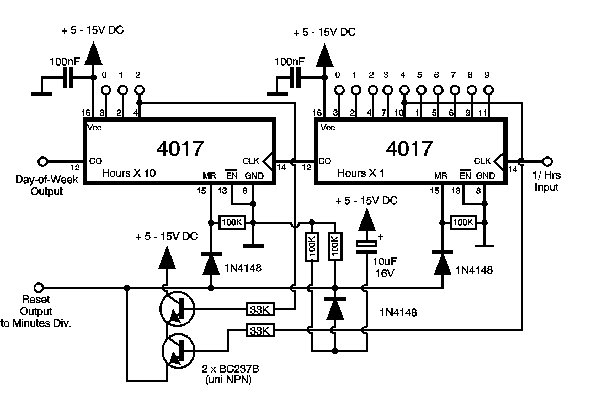 + 5 - 15V DC
+ 5 - 15V DC
100nF
0 1 2
100nF
0 1 2 3 4 5 6 7 8 9
16 3 2 4
16 3 2 4 7 10 1 5 6 9 11
Vcc
Vcc
4017
4017
CO
CLK
CO
CLK
12
14
12
14
Day-of-Week
Output
Hours X 10
Hours X 1
1/ Hrs
Input
MR EN GND
MR EN GND
15 13 8
15 13 8
100K
100K
+ 5 - 15V DC
+ 5 - 15V DC
100K
100K
+
10uF
16V
1N4148
1N4148
Reset
Output
to Minutes Div.
33K
1N4148
33K
2 x BC237B
(uni NPN)